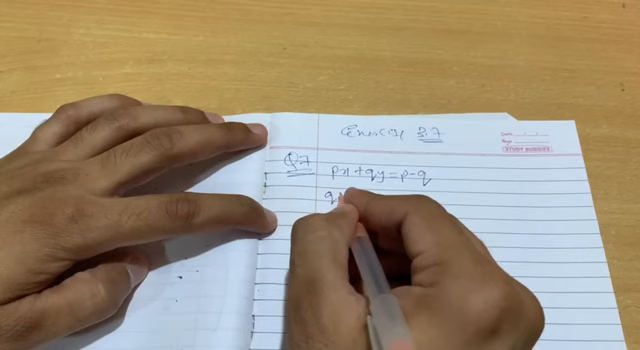 Exercise 3.7
Date
Page
STUDY BUDDIES
Q.7 px+qy=p-q
q